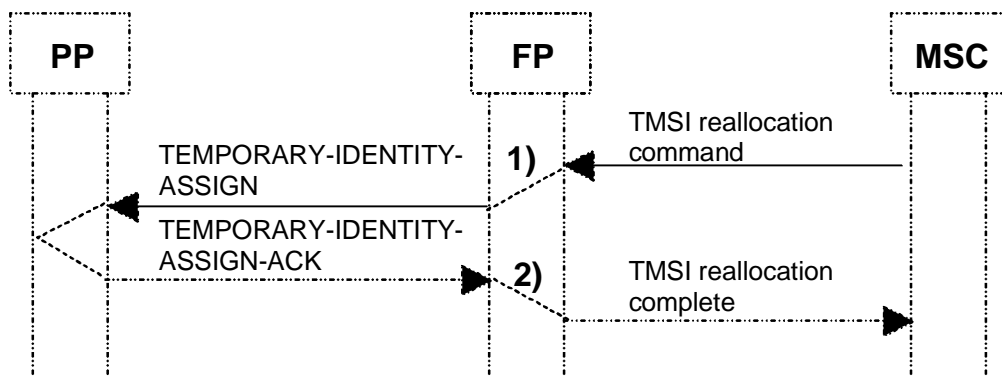 PP
FP
MSC
TMSI reallocation
command
1)
TEMPORARY-IDENTITY-
ASSIGN
TEMPORARY-IDENTITY-
ASSIGN-ACK
2)
TMSI reallocation
complete